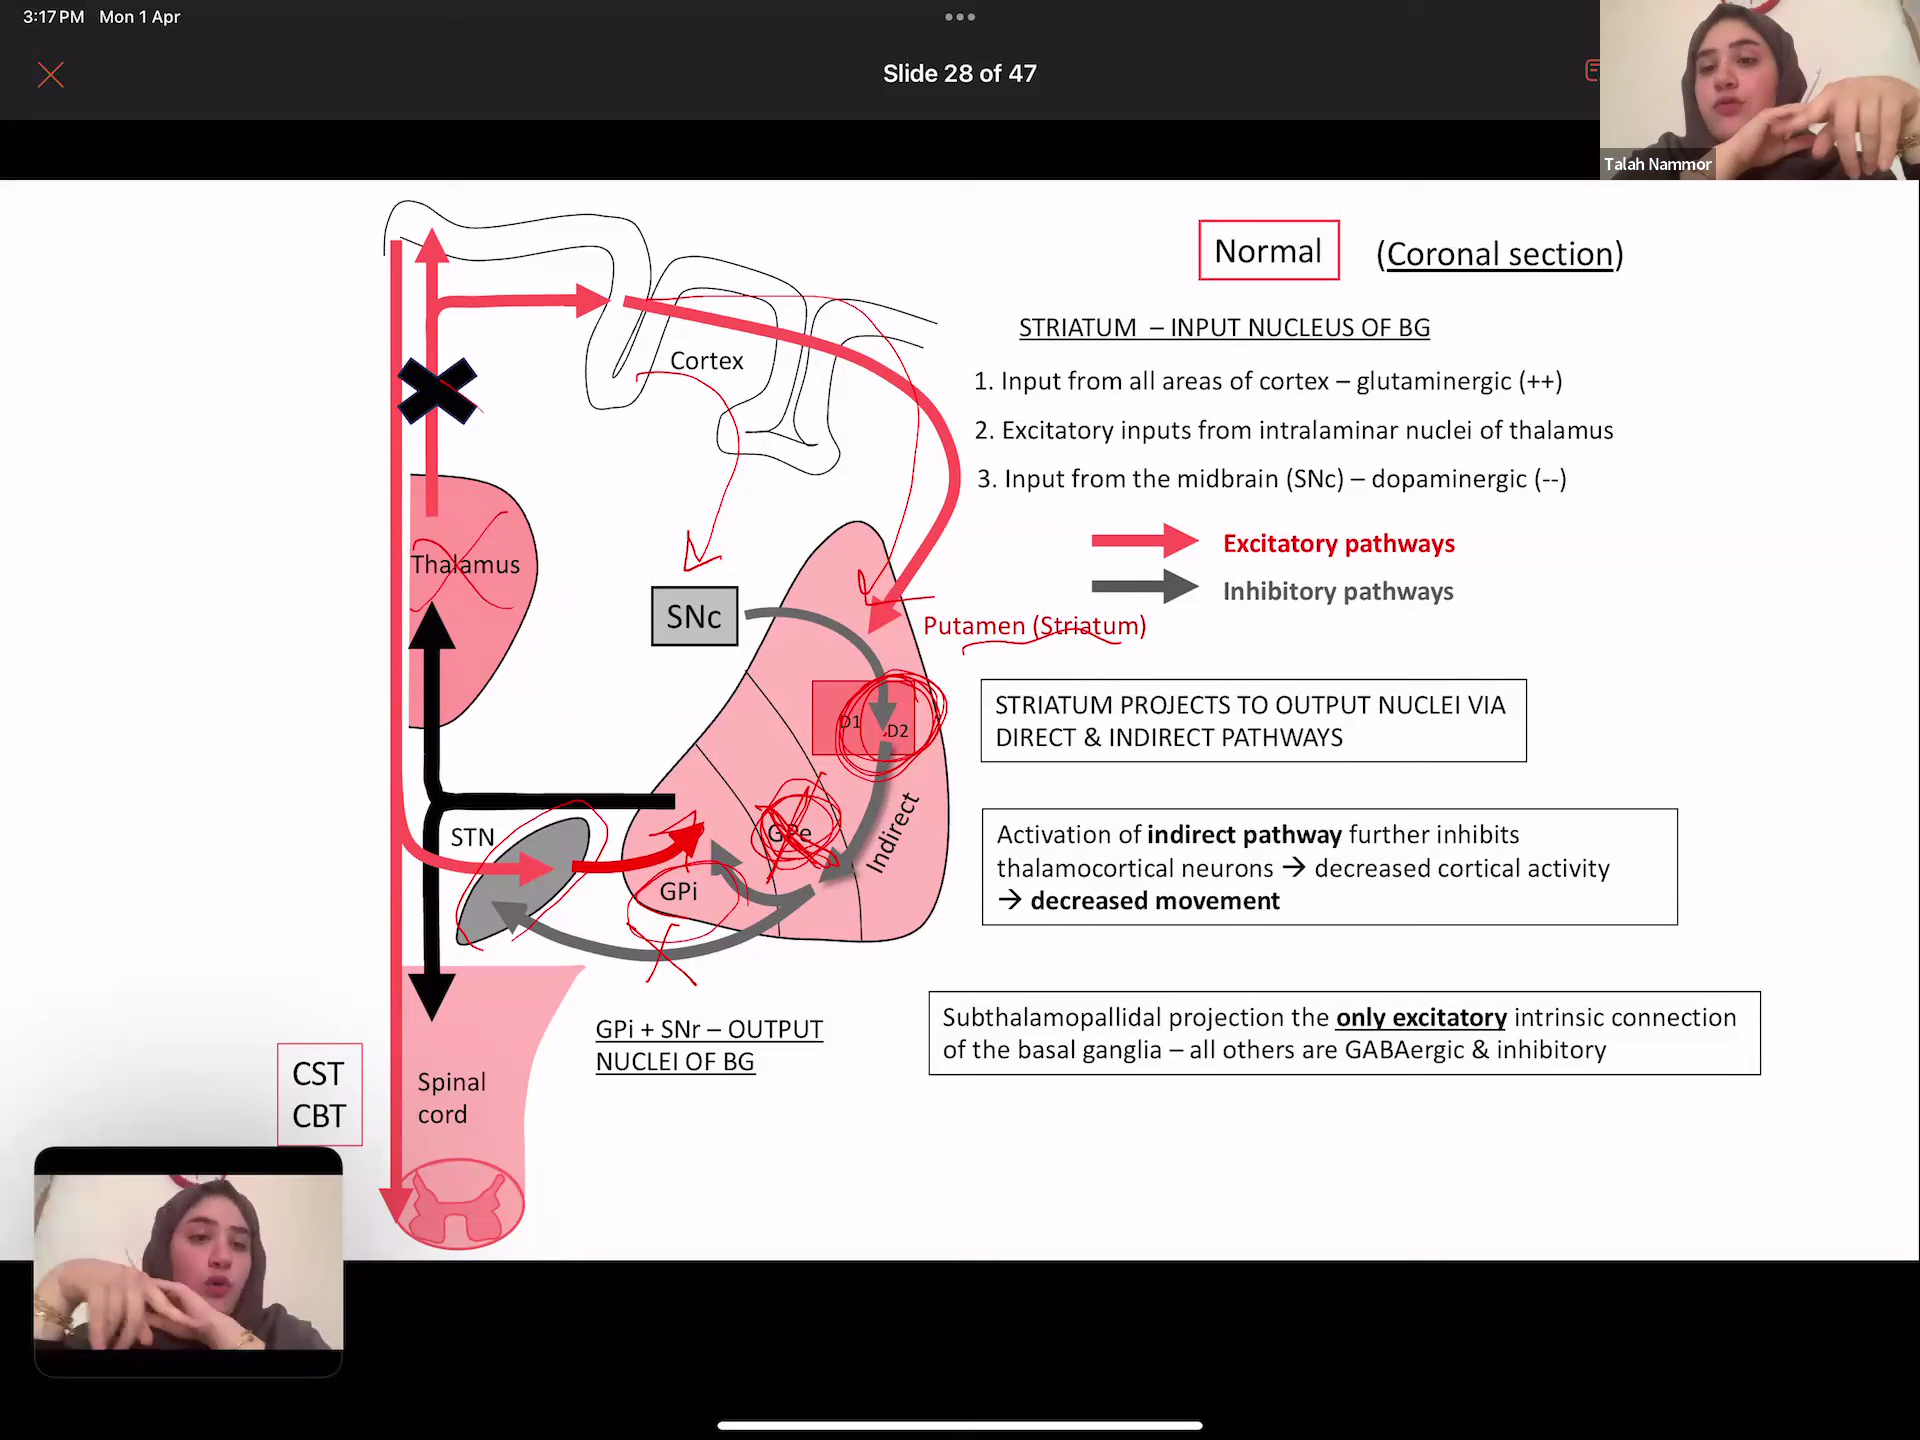 3:17 PM Mon 1 Apr
Slide 28 of 47
Talah Nammor
Normal (Coronal section)
STRIATUM – INPUT NUCLEUS OF BG
Cortex
1. Input from all areas of cortex – glutaminergic (++)
2. Excitatory inputs from intralaminar nuclei of thalamus
3. Input from the midbrain (SNc) – dopaminergic (--)
Excitatory pathways
Inhibitory pathways
Thalamus
SNc
Putamen (Striatum)
D1
D2
STRIATUM PROJECTS TO OUTPUT NUCLEI VIA
DIRECT & INDIRECT PATHWAYS
STN
GPe
Indirect
GPi
Activation of indirect pathway further inhibits
thalamocortical neurons → decreased cortical activity
→ decreased movement
GPi + SNr – OUTPUT
NUCLEI OF BG
Subthalamopallidal projection the only excitatory intrinsic connection
of the basal ganglia – all others are GABAergic & inhibitory
CST
CBT
Spinal
cord